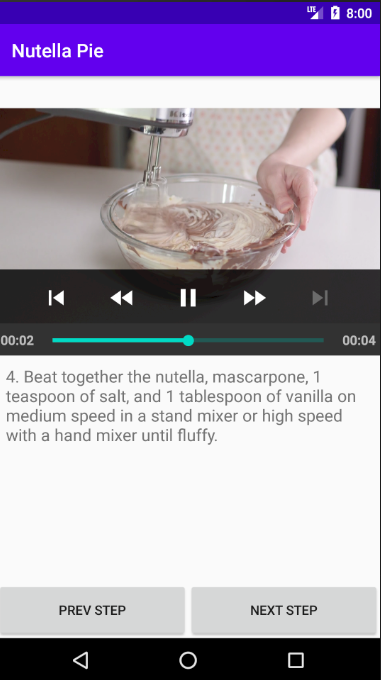 LTE 8:00
Nutella Pie
00:02 00:04
4. Beat together the nutella, mascarpone, 1
teaspoon of salt, and 1 tablespoon of vanilla on
medium speed in a stand mixer or high speed
with a hand mixer until fluffy.
PREV STEP NEXT STEP